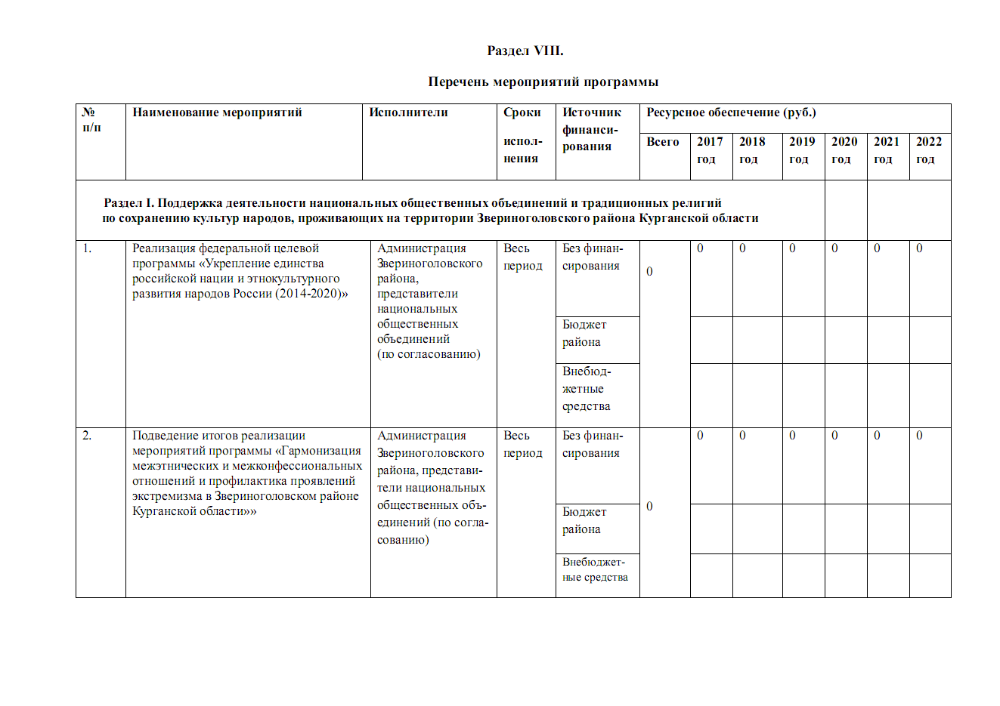 Раздел VIII.
Перечень мероприятий программы
№
п/п
Наименование мероприятий
Исполнители
Сроки
испол-
нения
Источник
финанси-
рования
Ресурсное обеспечение (руб.)
Всего
2017
год
2018
год
2019
год
2020
год
2021
год
2022
год
Раздел I. Поддержка деятельности национальных общественных объединений и традиционных религий
по сохранению культур народов, проживающих на территории Звериноголовского района Курганской области
1.
Реализация федеральной целевой
программы «Укрепление единства
российской нации и этнокультурного
развития народов России (2014-2020)»
Администрация
Звериноголовского
района,
представители
национальных
общественных
объединений
(по согласованию)
Весь
период
Без финан-
сирования
0
0
0
0
0
0
0
Бюджет
района
Внебюд-
жетные
средства
2.
Подведение итогов реализации
мероприятий программы «Гармонизация
межэтнических и межконфессиональных
отношений и профилактика проявлений
экстремизма в Звериноголовском районе
Курганской области»»
Администрация
Звериноголовского
района, представи-
тели национальных
общественных объ-
единений (по согла-
сованию)
Весь
период
Без финан-
сирования
0
0
0
0
0
0
0
Бюджет
района
Внебюджет-
ные средства